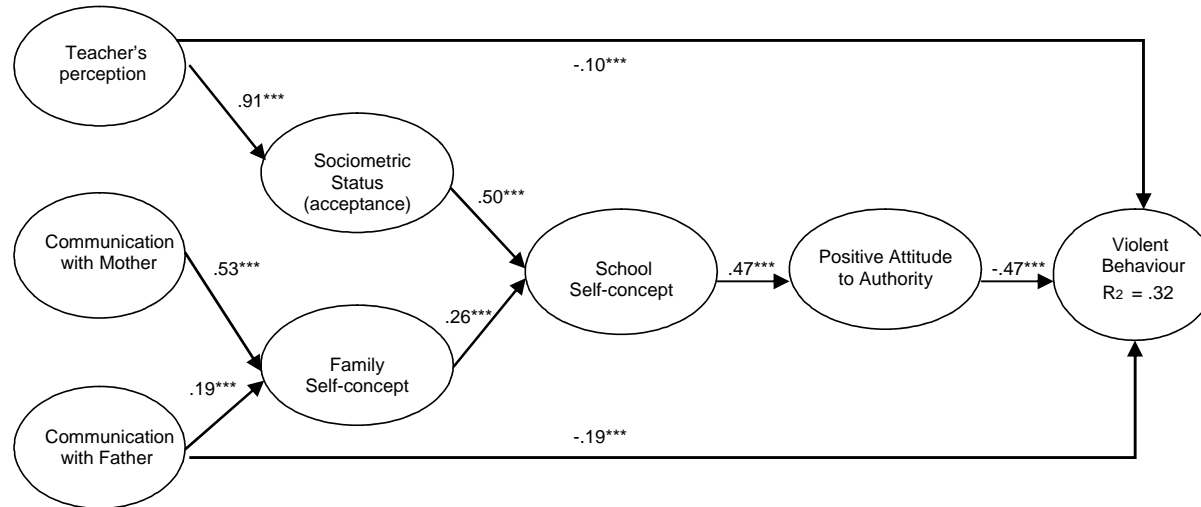 Teacher's
perception
-.10***
.91***
Sociometric
Status
(acceptance)
.50***
Communication
with Mother
.53***
School
Self-concept
.47***
Positive Attitude
to Authority
-.47***
Violent
Behaviour
R2 = .32
.26***
Family
Self-concept
.19***
Communication
with Father
-.19***